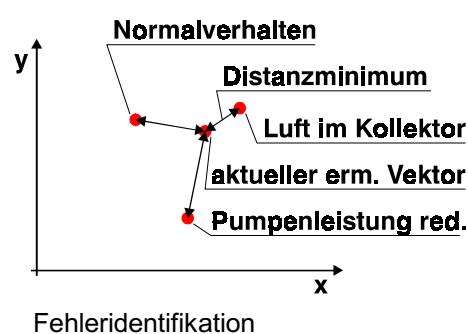 Normalverhalten
y
Distanzminimum
Luft im Kollektor
aktueller erm. Vektor
Pumpenleistung red.
x
Fehleridentifikation